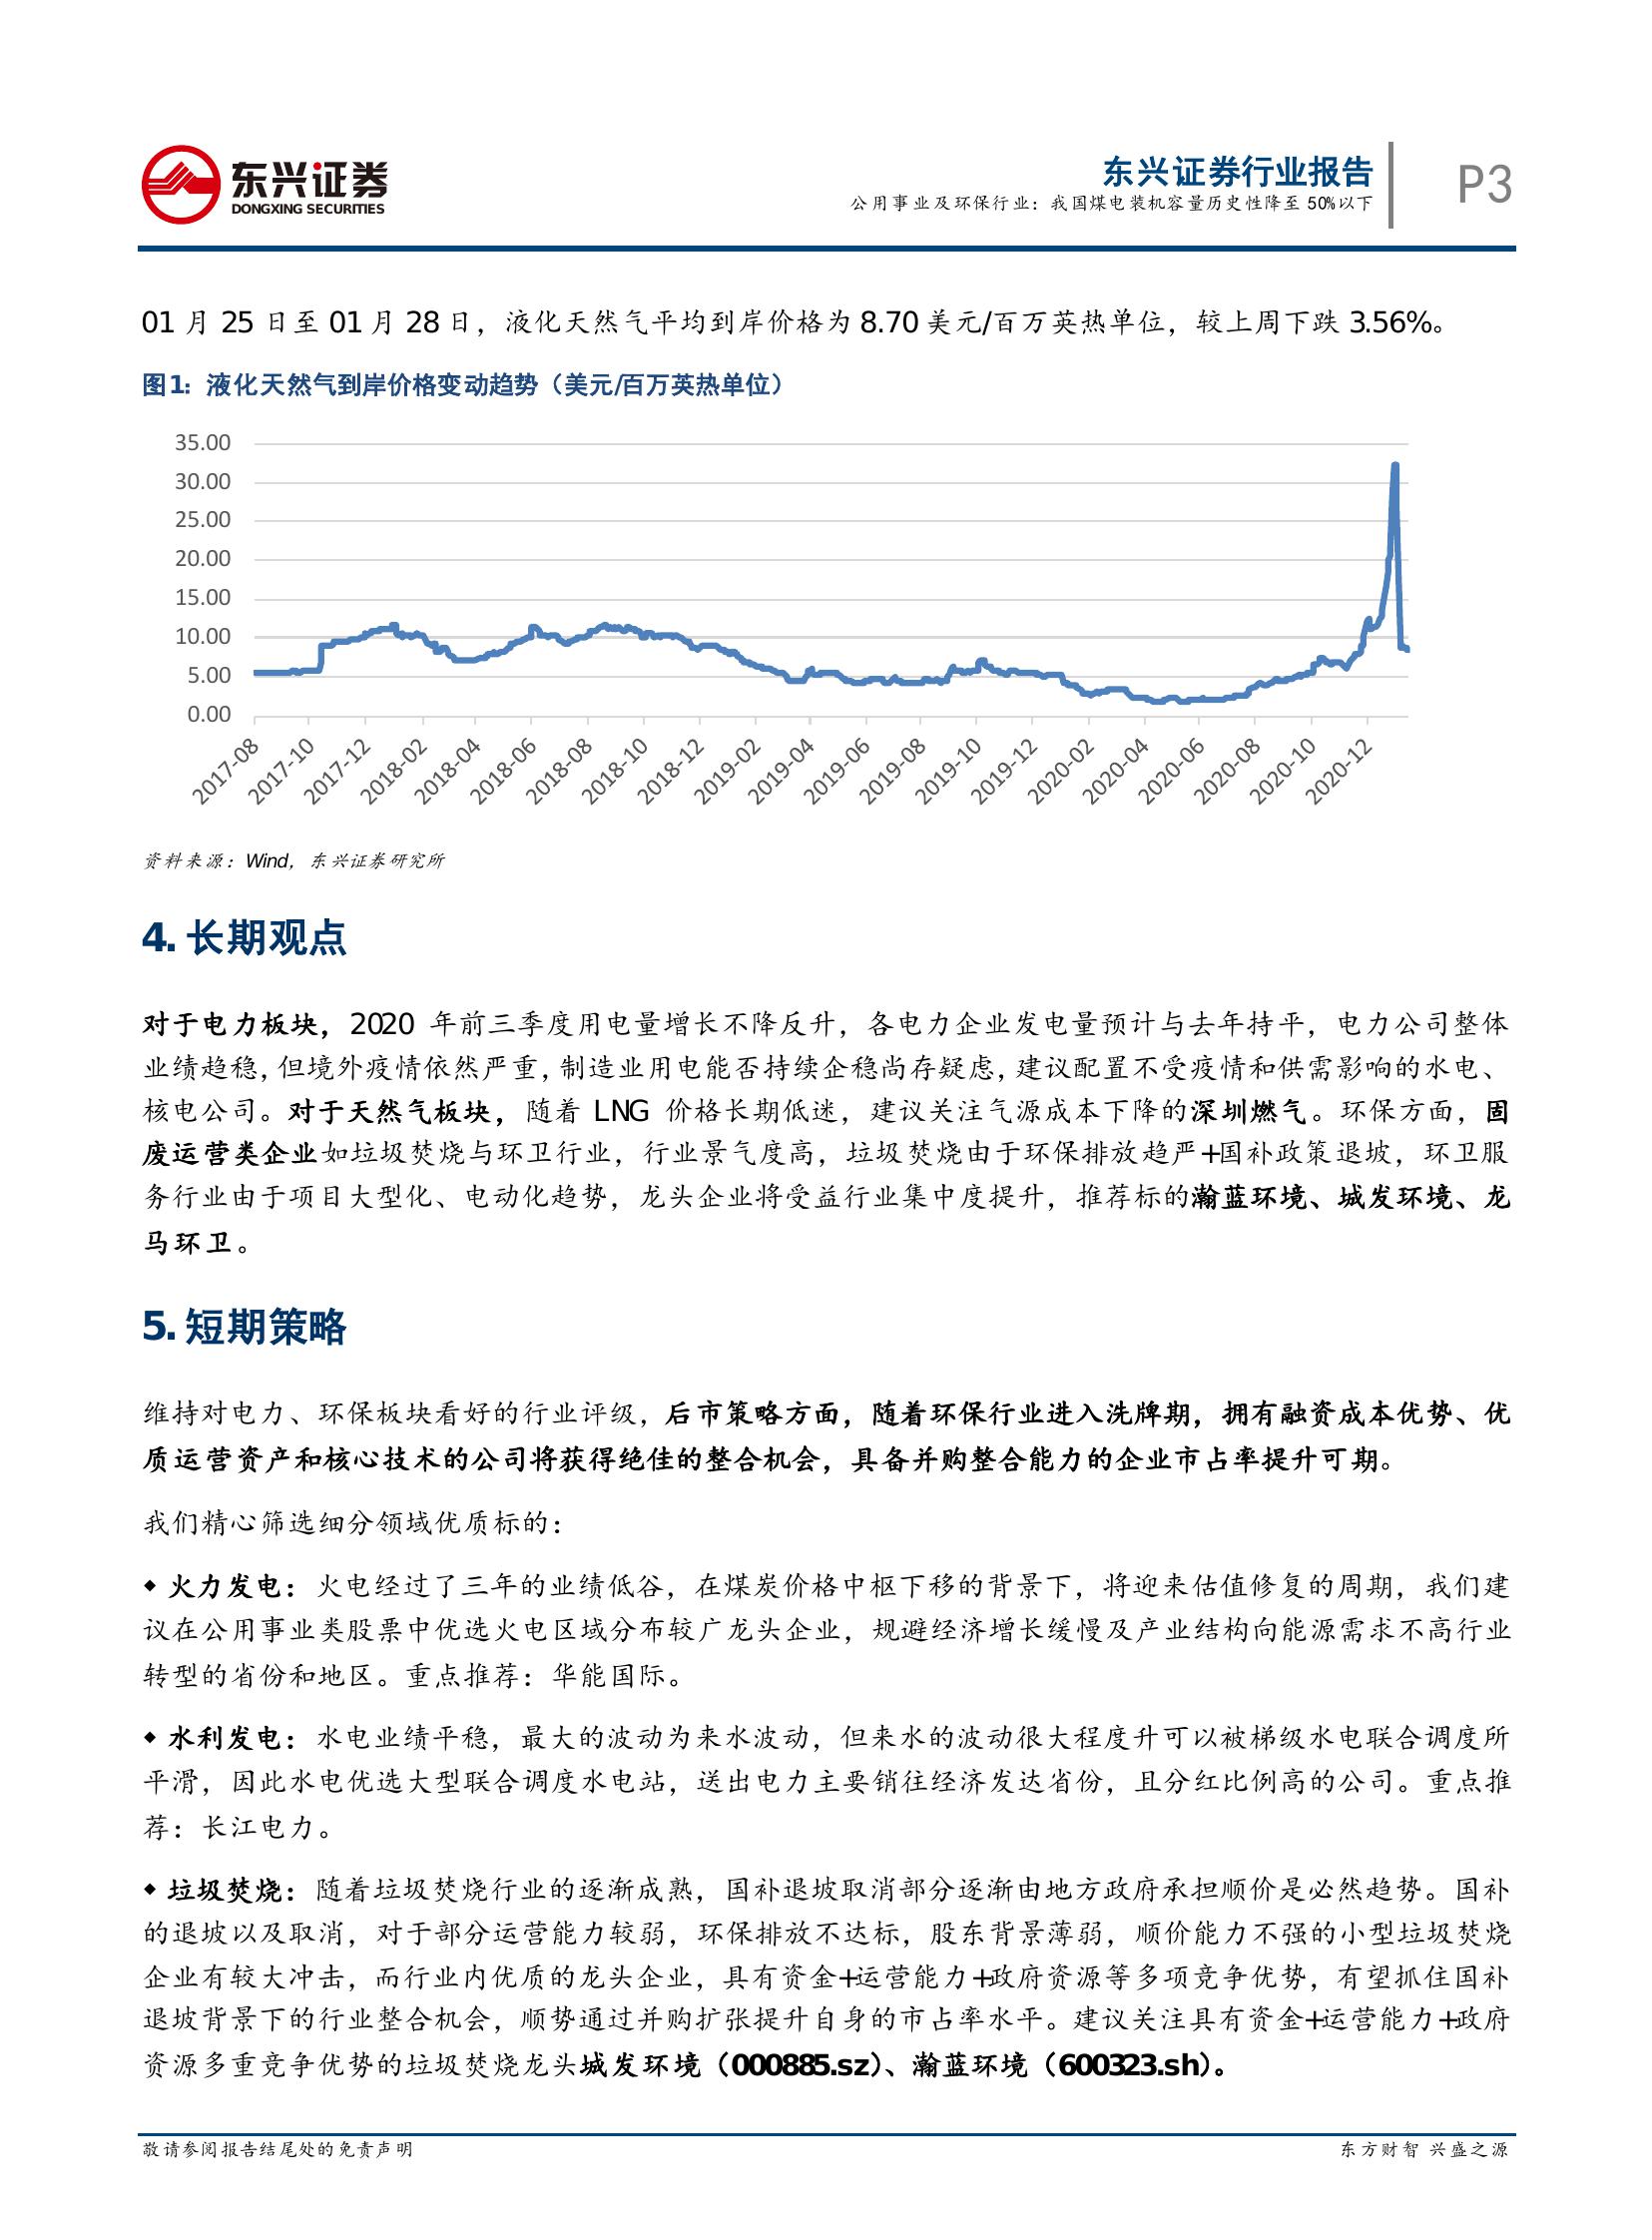 东兴证券
DONGXING SECURITIES
东兴证券行业报告
公用事业及环保行业：我国煤电装机容量历史性降至 50%以下
P3
01 月 25 日至 01 月 28 日，液化天然气平均到岸价格为 8.70 美元/百万英热单位，较上周下跌 3.56%。
图1：液化天然气到岸价格变动趋势（美元/百万英热单位）
35.00
30.00
25.00
20.00
15.00
10.00
5.00
0.00
2017-08
2017-10
2017-12
2018-02
2018-04
2018-06
2018-08
2018-10
2018-12
2019-02
2019-04
2019-06
2019-08
2019-10
2019-12
2020-02
2020-04
2020-06
2020-08
2020-10
2020-12
资料来源：Wind，东兴证券研究所
4. 长期观点
对于电力板块，2020 年前三季度用电量增长不降反升，各电力企业发电量预计与去年持平，电力公司整体
业绩趋稳，但境外疫情依然严重，制造业用电能否持续企稳尚存疑虑，建议配置不受疫情和供需影响的水电、
核电公司。对于天然气板块，随着 LNG 价格长期低迷，建议关注气源成本下降的深圳燃气。环保方面，固
废运营类企业如垃圾焚烧与环卫行业，行业景气度高，垃圾焚烧由于环保排放趋严+国补政策退坡，环卫服
务行业由于项目大型化、电动化趋势，龙头企业将受益行业集中度提升，推荐标的瀚蓝环境、城发环境、龙
马环卫。
5. 短期策略
维持对电力、环保板块看好的行业评级，后市策略方面，随着环保行业进入洗牌期，拥有融资成本优势、优
质运营资产和核心技术的公司将获得绝佳的整合机会，具备并购整合能力的企业市占率提升可期。
我们精心筛选细分领域优质标的：
◆ 火力发电：火电经过了三年的业绩低谷，在煤炭价格中枢下移的背景下，将迎来估值修复的周期，我们建
议在公用事业类股票中优选火电区域分布较广龙头企业，规避经济增长缓慢及产业结构向能源需求不高行业
转型的省份和地区。重点推荐：华能国际。
◆ 水利发电：水电业绩平稳，最大的波动为来水波动，但来水的波动很大程度升可以被梯级水电联合调度所
平滑，因此水电优选大型联合调度水电站，送出电力主要销往经济发达省份，且分红比例高的公司。重点推
荐：长江电力。
◆ 垃圾焚烧：随着垃圾焚烧行业的逐渐成熟，国补退坡取消部分逐渐由地方政府承担顺价是必然趋势。国补
的退坡以及取消，对于部分运营能力较弱，环保排放不达标，股东背景薄弱，顺价能力不强的小型垃圾焚烧
企业有较大冲击，而行业内优质的龙头企业，具有资金+运营能力+政府资源等多项竞争优势，有望抓住国补
退坡背景下的行业整合机会，顺势通过并购扩张提升自身的市占率水平。建议关注具有资金+运营能力+政府
资源多重竞争优势的垃圾焚烧龙头城发环境（000885.sz）、瀚蓝环境（600323.sh）。
敬请参阅报告结尾处的免责声明
东方财智 兴盛之源